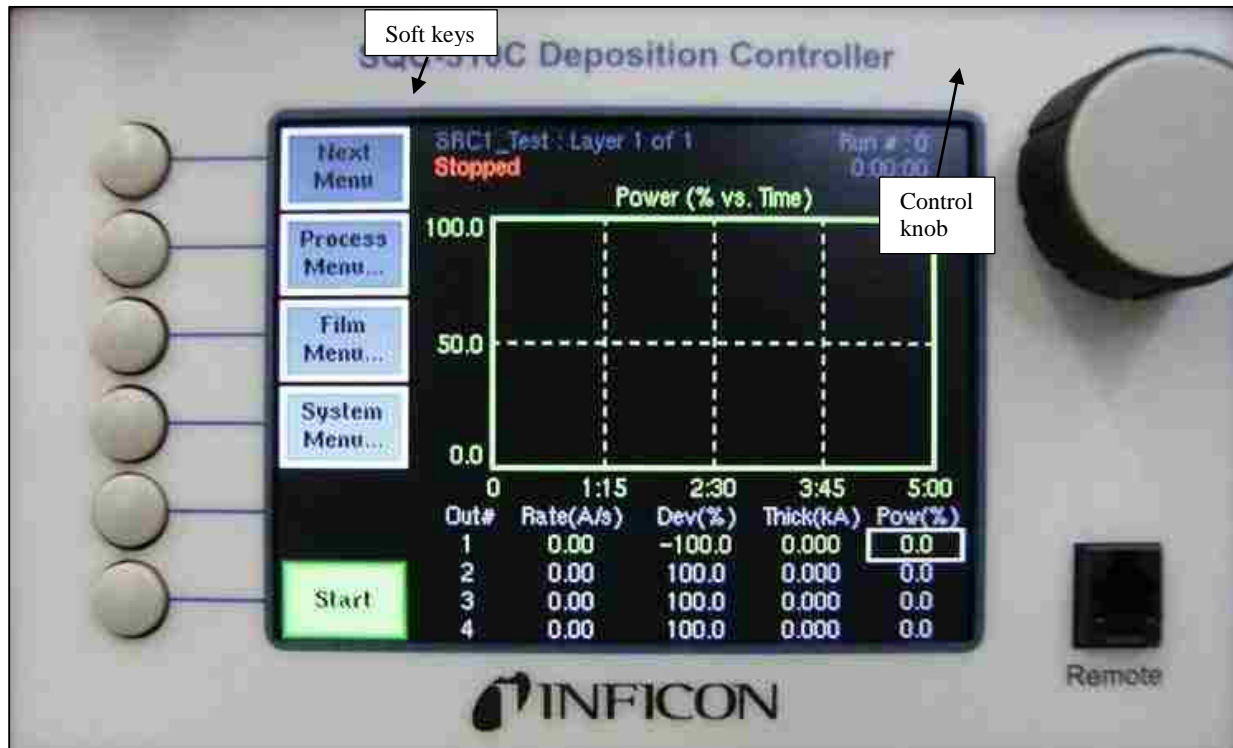 Soft keys
C Deposition Controller
Next
Menu
Process
Menu...
Film
Menu...
System
Menu...
Start
SRC1_Test : Layer 1 of 1
Run # : 0
Stopped
0:00:00
Power (% vs. Time)
Control
knob
100.0
50.0
0.0
0 1:15 2:30 3:45 5:00
Out# Rate(A/s) Dev(%) Thick(kA) Pow(%)
1 0.00 -100.0 0.000 0.0
2 0.00 100.0 0.000 0.0
3 0.00 100.0 0.000 0.0
4 0.00 100.0 0.000 0.0
INFICON
Remote